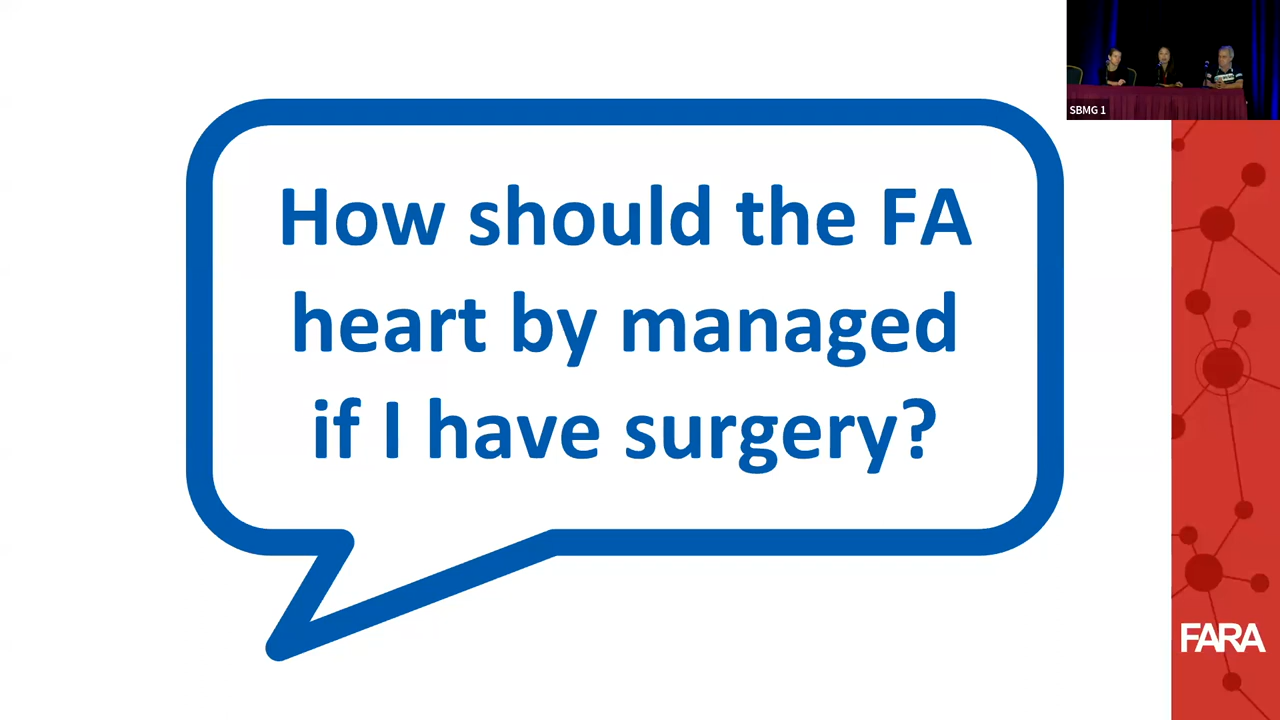 How should the FA
heart by managed
if I have surgery?
SBMG 1
FARA